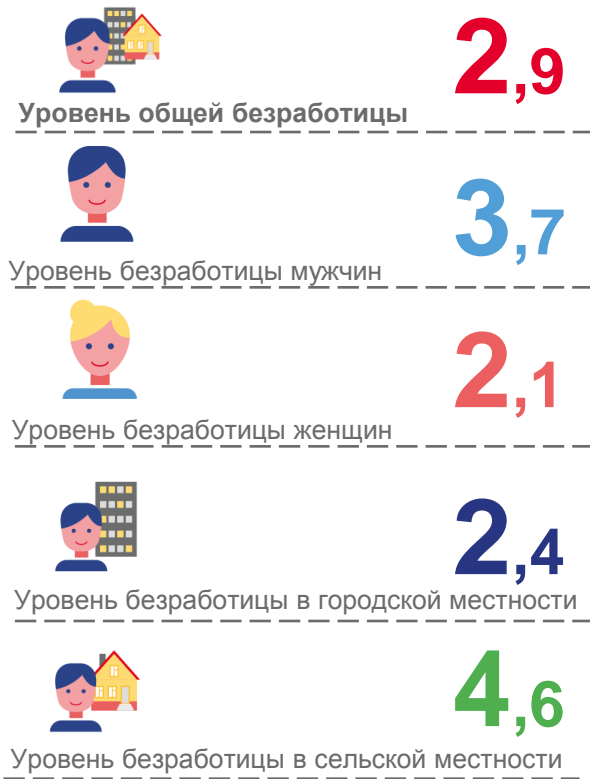 2,9
Уровень общей безработицы
3,7
Уровень безработицы мужчин
2,1
Уровень безработицы женщин
2,4
Уровень безработицы в городской местности
4,6
Уровень безработицы в сельской местности